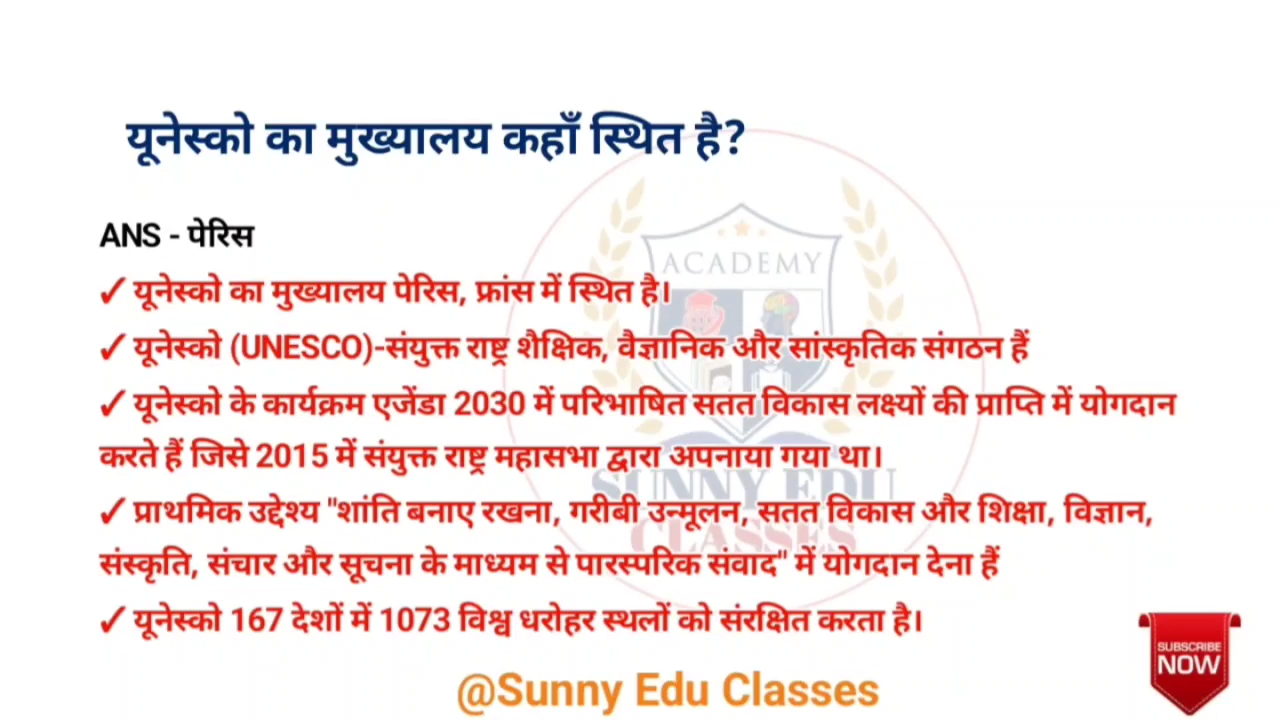 यूनेस्को का मुख्यालय कहाँ स्थित है?
ANS - पेरिस
✓ यूनेस्को का मुख्यालय पेरिस, फ्रांस में स्थित है।
✓ यूनेस्को (UNESCO)-संयुक्त राष्ट्र शैक्षिक, वैज्ञानिक और सांस्कृतिक संगठन हैं
✓ यूनेस्को के कार्यक्रम एजेंडा 2030 में परिभाषित सतत विकास लक्ष्यों की प्राप्ति में योगदान
करते हैं जिसे 2015 में संयुक्त राष्ट्र महासभा द्वारा अपनाया गया था।
✓ प्राथमिक उद्देश्य "शांति बनाए रखना, गरीबी उन्मूलन, सतत विकास और शिक्षा, विज्ञान,
संस्कृति, संचार और सूचना के माध्यम से पारस्परिक संवाद" में योगदान देना हैं
✓ यूनेस्को 167 देशों में 1073 विश्व धरोहर स्थलों को संरक्षित करता है।
ACADEMY
SUNNY EDU
CLASSES
SUBSCRIBE
NOW
@Sunny Edu Classes